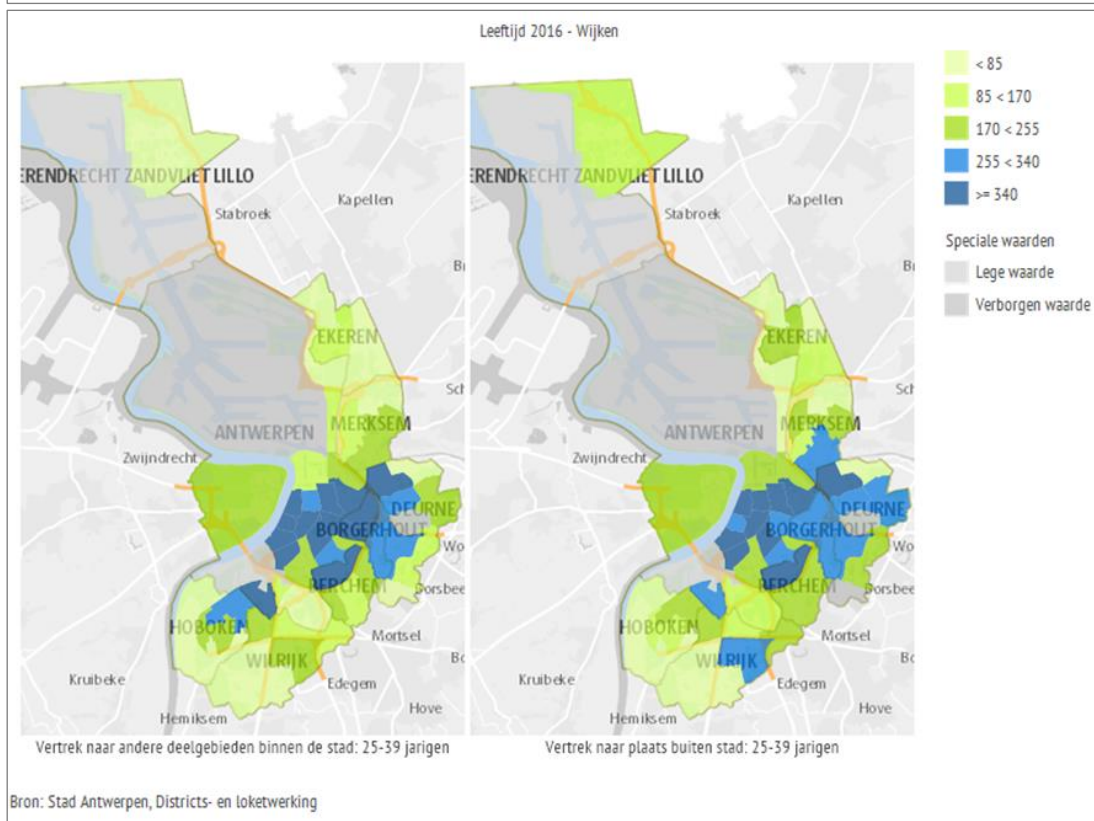 Leeftijd 2016 - Wijken
< 85
85 < 170
170 < 255
255 < 340
>= 340
Speciale waarden
Lege waarde
Verborgen waarde
ERENDRECHT ZANDVLIET LILLO
Kapellen
Stabroek
EKEREN
MERKSEM
ANTWERPEN
Zwijndrecht
DEURNE
BORGERHOUT
BERCHEM
HOBOKEN
Mortsel
WILRIJK
Kruibeke
Edegem
Hove
Hemiksem
Vertrek naar andere deelgebieden binnen de stad: 25-39 jarigen
ERENDRECHT ZANDVLIET LILLO
Kapellen
Stabroek
EKEREN
MERKSEM
ANTWERPEN
Zwijndrecht
DEURNE
BORGERHOUT
BERCHEM
HOBOKEN
Mortsel
WILRIJK
Kruibeke
Edegem
Hove
Hemiksem
Vertrek naar plaats buiten stad: 25-39 jarigen
Bron: Stad Antwerpen, Districts- en loketwerking